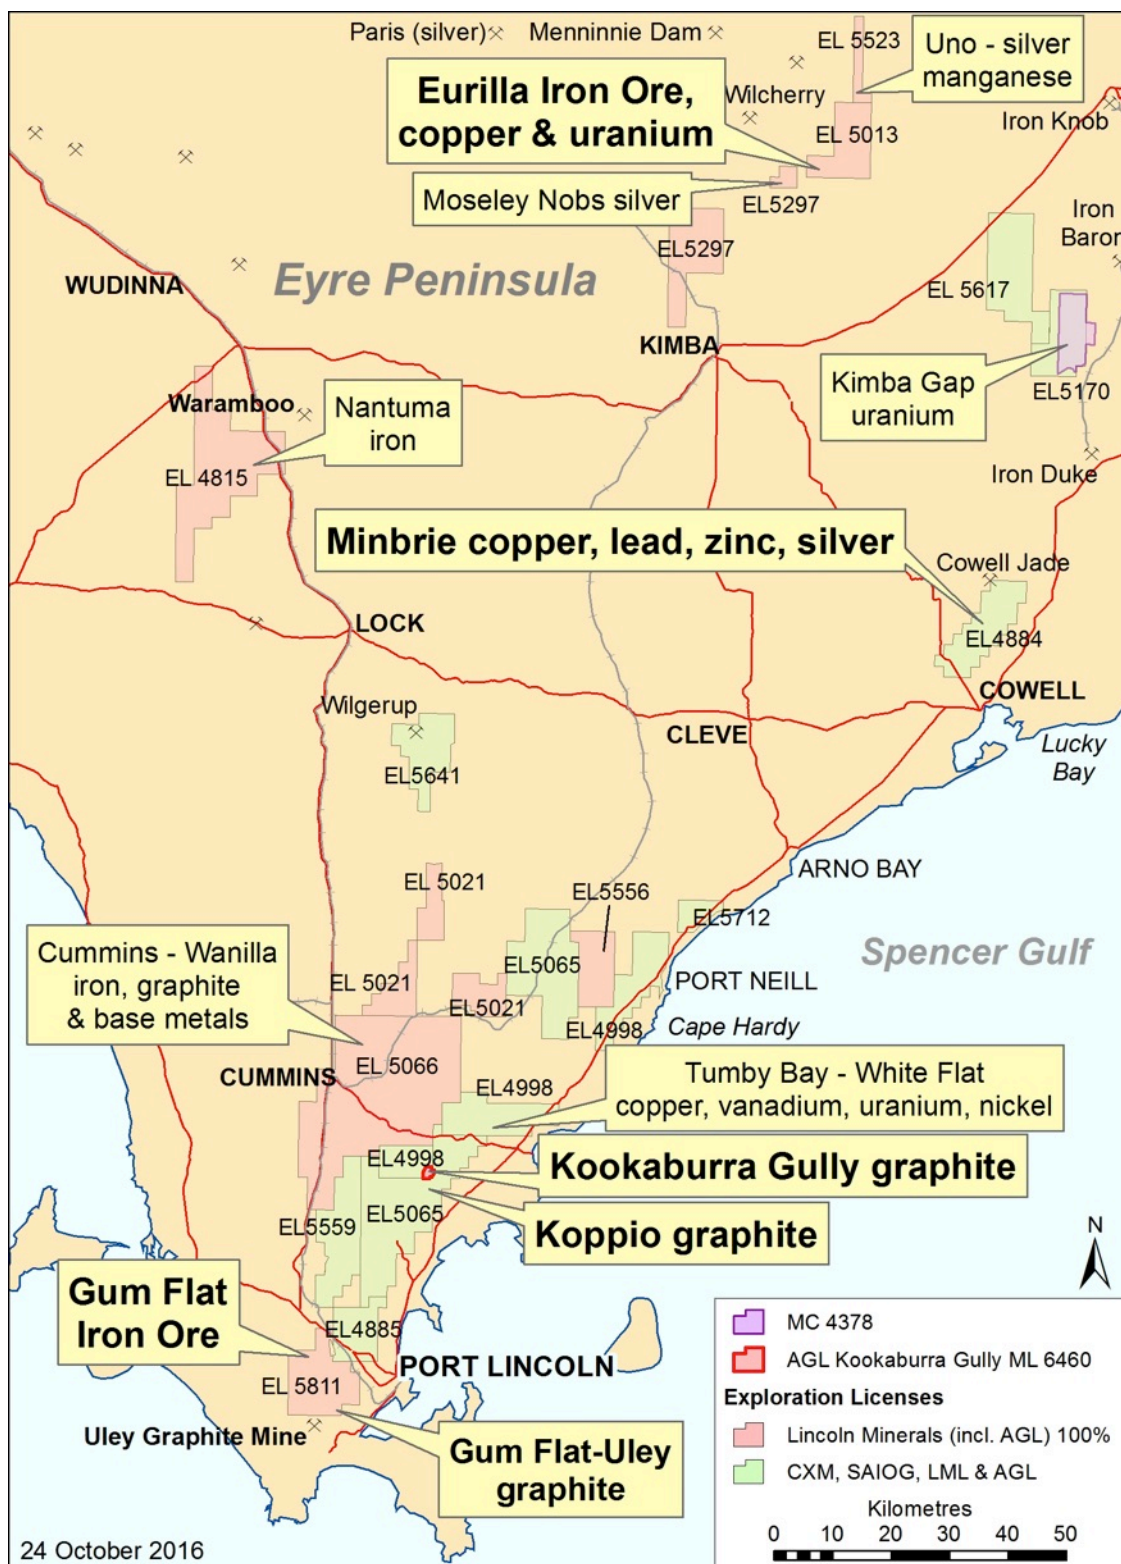 Paris (silver)
Menninnie Dam
EL 5523
Uno - silver
manganese
Eurilla Iron Ore,
copper & uranium
Wilcherry
EL 5013
Iron Knob
Moseley Nobs silver
EL5297
EL5297
Iron
Baron
WUDINNA
Eyre Peninsula
EL 5617
KIMBA
Kimba Gap
uranium
EL5170
Waramboo
Nantuma
iron
EL 4815
Iron Duke
Minbrie copper, lead, zinc, silver
Cowell Jade
LOCK
EL4884
COWELL
Wilgerup
CLEVE
Lucky
Bay
EL5641
ARNO BAY
EL 5021
EL5556
EL5712
Cummins - Wanilla
iron, graphite
& base metals
Spencer Gulf
EL5065
EL 5021
EL5021
PORT NEILL
EL4998
Cape Hardy
EL 5066
CUMMINS
EL4998
Tumby Bay - White Flat
copper, vanadium, uranium, nickel
EL4998
Kookaburra Gully graphite
EL5559
EL5065
Koppio graphite
N
Gum Flat
Iron Ore
EL4885
PORT LINCOLN
EL 5811
Uley Graphite Mine
Gum Flat-Uley
graphite
MC 4378
AGL Kookaburra Gully ML 6460
Exploration Licenses
Lincoln Minerals (incl. AGL) 100%
CXM, SAIOG, LML & AGL
Kilometres
0 10 20 30 40 50
24 October 2016